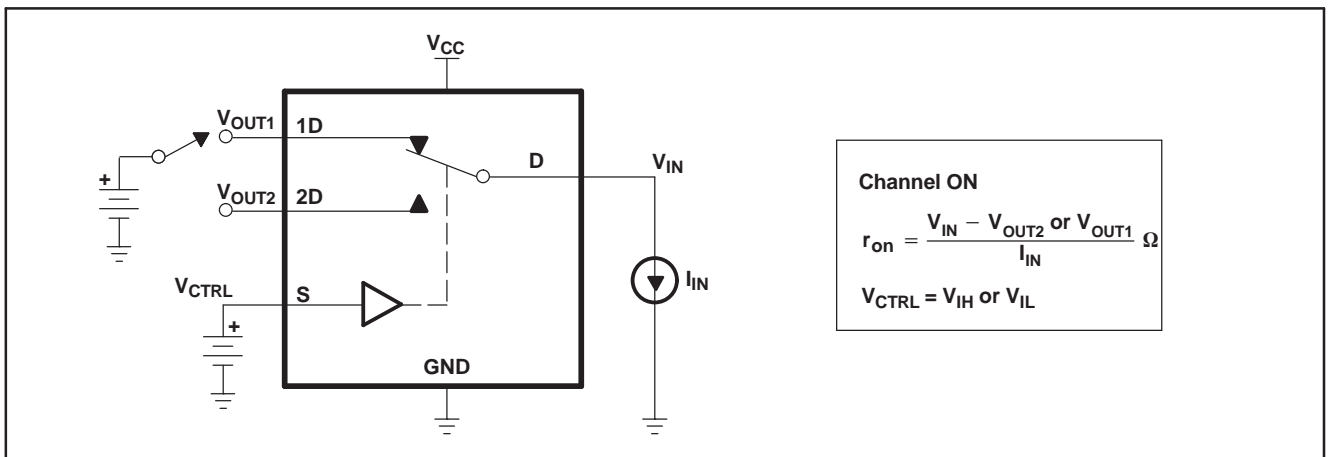 VCC
VOUT1 1D
D VIN
+
VOUT2 2D
IIN
VCTRL S
+
GND
Channel ON
ron = VIN − VOUT2 or VOUT1 / IIN Ω
VCTRL = VIH or VIL